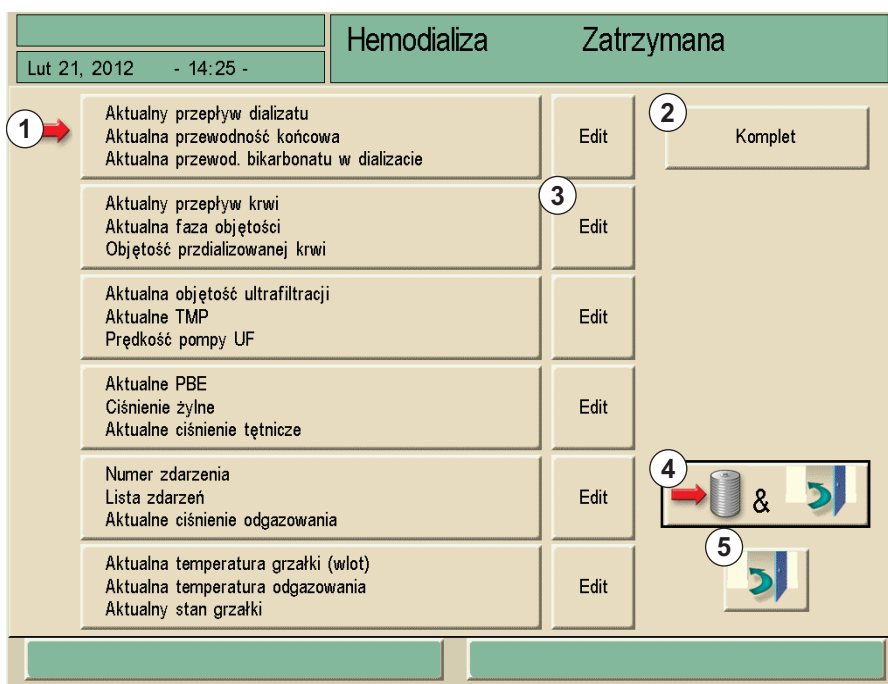 Hemodializa Zatrzymana
Lut 21, 2012 - 14:25 -
1
Aktualny przepływ dializatu
Aktualna przewodność końcowa
Aktualna przewod. bikarbonatu w dializacie
Edit
2
Komplet
Aktualny przepływ krwi
Aktualna faza objętości
Objętość przdializowanej krwi
3
Edit
Aktualna objętość ultrafiltracji
Aktualne TMP
Prędkość pompy UF
Edit
Aktualne PBE
Ciśnienie żylne
Aktualne ciśnienie tętnicze
Edit
Numer zdarzenia
Lista zdarzeń
Aktualne ciśnienie odgazowania
Edit
4
&
5
Aktualna temperatura grzałki (wlot)
Aktualna temperatura odgazowania
Aktualny stan grzałki
Edit